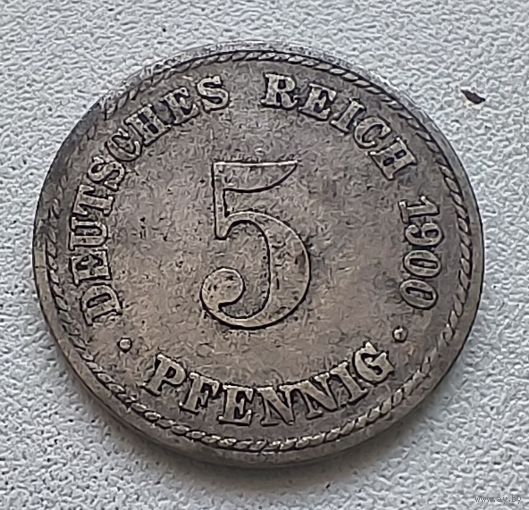 DEUTSCHES REICH 1900
5
· PFENNIG ·